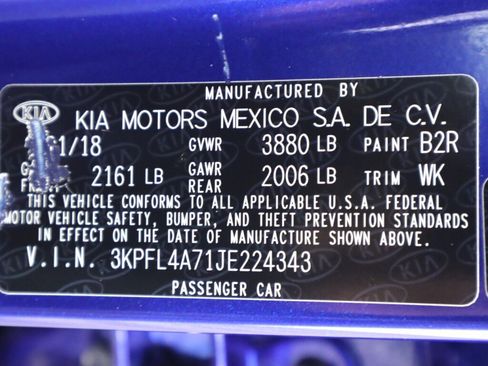 MANUFACTURED BY
KIA KIA MOTORS MEXICO S.A. DE C.V.
1/18 GVWR 3880 LB PAINT B2R
2161 LB GAWR REAR 2006 LB TRIM WK
THIS VEHICLE CONFORMS TO ALL APPLICABLE U.S.A. FEDERAL
MOTOR VEHICLE SAFETY, BUMPER, AND THEFT PREVENTION STANDARDS
IN EFFECT ON THE DATE OF MANUFACTURE SHOWN ABOVE.
V.I.N. 3KPFL4A71JE224343
PASSENGER CAR